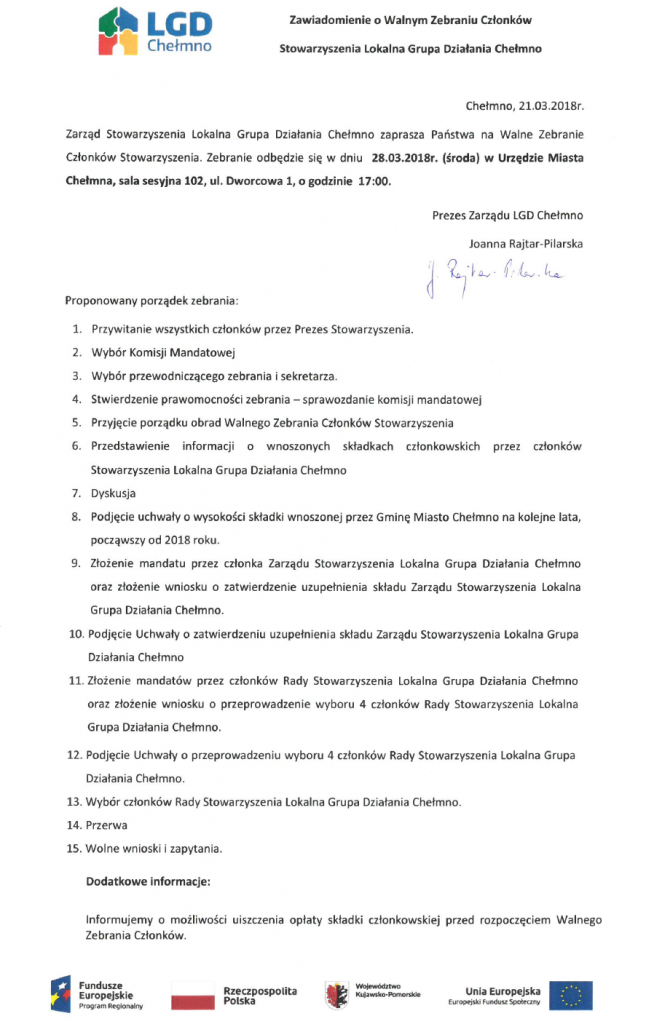 LGD
Chełmno
Zawiadomienie o Walnym Zebraniu Członków
Stowarzyszenia Lokalna Grupa Działania Chełmno
Chełmno, 21.03.2018r.
Zarząd Stowarzyszenia Lokalna Grupa Działania Chełmno zaprasza Państwa na Walne Zebranie
Członków Stowarzyszenia. Zebranie odbędzie się w dniu 28.03.2018r. (środa) w Urzędzie Miasta
Chełmna, sala sesyjna 102, ul. Dworcowa 1, o godzinie 17:00.
Prezes Zarządu LGD Chełmno
Joanna Rajtar-Pilarska
J. Rajtar-Pilarska
Proponowany porządek zebrania:
1. Przywitanie wszystkich członków przez Prezes Stowarzyszenia.
2. Wybór Komisji Mandatowej
3. Wybór przewodniczącego zebrania i sekretarza.
4. Stwierdzenie prawomocności zebrania – sprawozdanie komisji mandatowej
5. Przyjęcie porządku obrad Walnego Zebrania Członków Stowarzyszenia
6. Przedstawienie informacji o wnoszonych składkach członkowskich przez członków
Stowarzyszenia Lokalna Grupa Działania Chełmno
7. Dyskusja
8. Podjęcie uchwały o wysokości składki wnoszonej przez Gminę Miasto Chełmno na kolejne lata,
począwszy od 2018 roku.
9. Złożenie mandatu przez członka Zarządu Stowarzyszenia Lokalna Grupa Działania Chełmno
oraz złożenie wniosku o zatwierdzenie uzupełnienia składu Zarządu Stowarzyszenia Lokalna
Grupa Działania Chełmno.
10. Podjęcie Uchwały o zatwierdzeniu uzupełnienia składu Zarządu Stowarzyszenia Lokalna Grupa
Działania Chełmno
11. Złożenie mandatów przez członków Rady Stowarzyszenia Lokalna Grupa Działania Chełmno
oraz złożenie wniosku o przeprowadzenie wyboru 4 członków Rady Stowarzyszenia Lokalna
Grupa Działania Chełmno.
12. Podjęcie Uchwały o przeprowadzeniu wyboru 4 członków Rady Stowarzyszenia Lokalna Grupa
Działania Chełmno.
13. Wybór członków Rady Stowarzyszenia Lokalna Grupa Działania Chełmno.
14. Przerwa
15. Wolne wnioski i zapytania.
Dodatkowe informacje:
Informujemy o możliwości uiszczenia opłaty składki członkowskiej przed rozpoczęciem Walnego
Zebrania Członków.
Fundusze
Europejskie
Program Regionalny
Rzeczpospolita
Polska
Województwo
Kujawsko-Pomorskie
Unia Europejska
Europejski Fundusz Społeczny